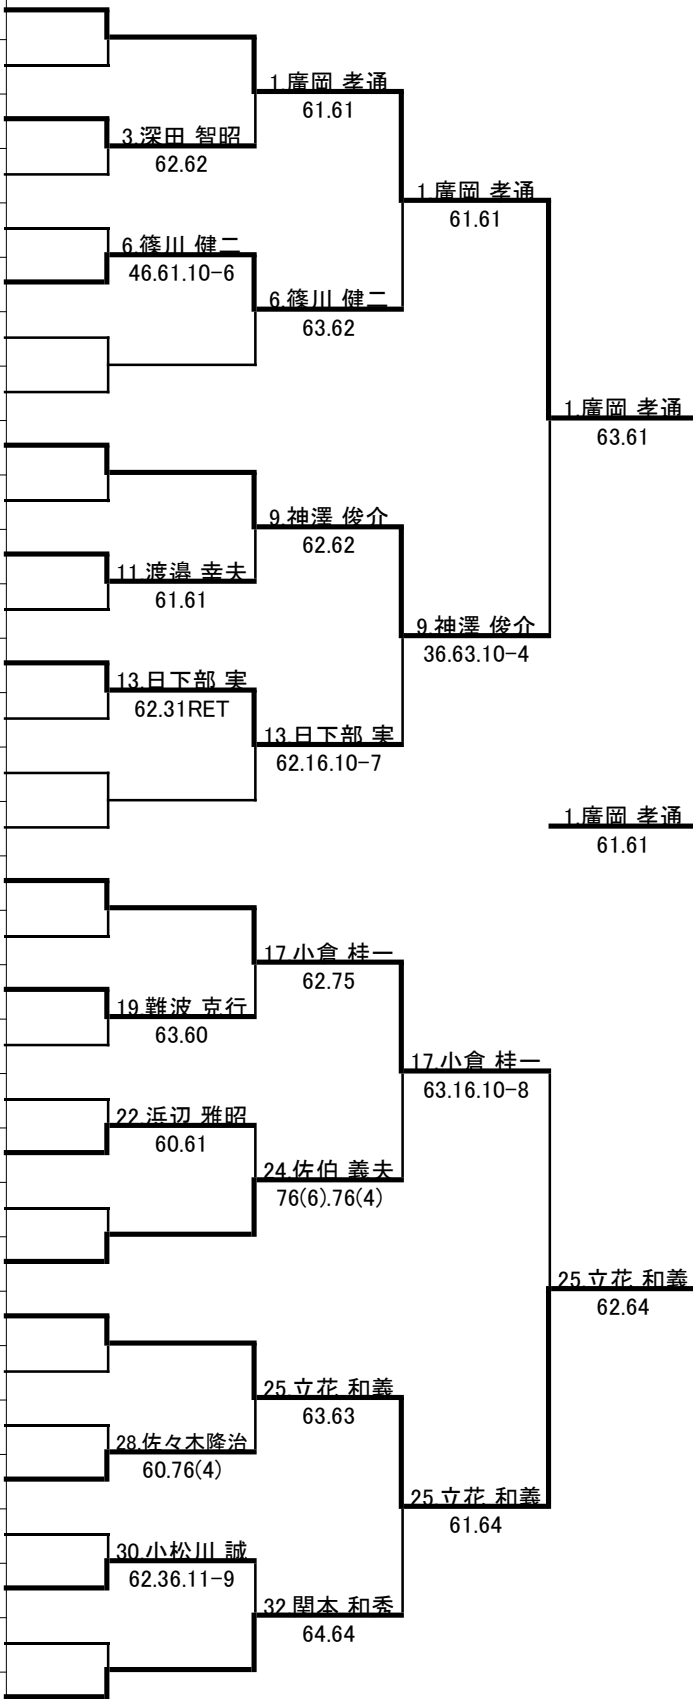 1.廣岡 孝通
61.61
3.深田 智昭
62.62
1.廣岡 孝通
61.61
6.篠川 健二
46.61.10-6
6.篠川 健二
63.62
1.廣岡 孝通
63.61
9.神澤 俊介
62.62
11.渡邉 幸夫
61.61
9.神澤 俊介
36.63.10-4
13.日下部 実
62.31RET
13.日下部 実
62.16.10-7
1.廣岡 孝通
61.61
17.小倉 桂一
62.75
19.難波 克行
63.60
17.小倉 桂一
63.16.10-8
22.浜辺 雅昭
60.61
24.佐伯 義夫
76(6).76(4)
25.立花 和義
62.64
25.立花 和義
63.63
28.佐々木隆治
60.76(4)
25.立花 和義
61.64
30.小松川 誠
62.36.11-9
32.関本 和秀
64.64